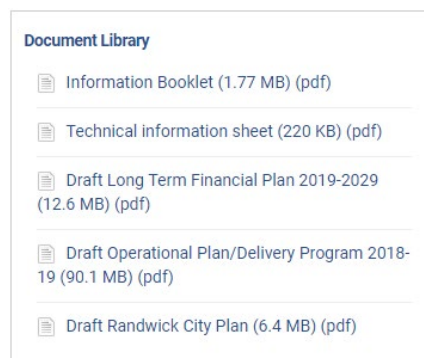 Document Library
Information Booklet (1.77 MB) (pdf)
Technical information sheet (220 KB) (pdf)
Draft Long Term Financial Plan 2019-2029
(12.6 MB) (pdf)
Draft Operational Plan/Delivery Program 2018-
19 (90.1 MB) (pdf)
Draft Randwick City Plan (6.4 MB) (pdf)